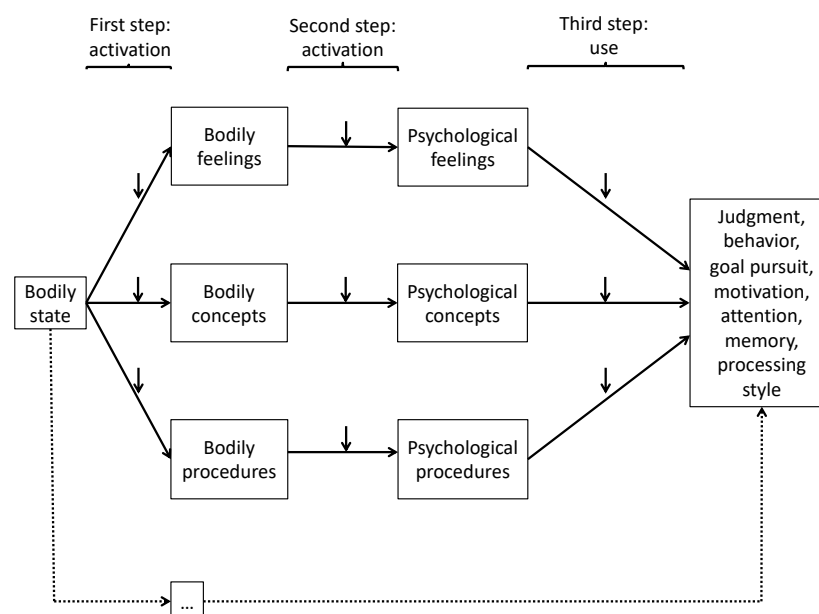 First step:
activation
Second step:
activation
Third step:
use
Bodily
feelings
Psychological
feelings
Bodily
state
Bodily
concepts
Psychological
concepts
Judgment,
behavior,
goal pursuit,
motivation,
attention,
memory,
processing
style
Bodily
procedures
Psychological
procedures
...